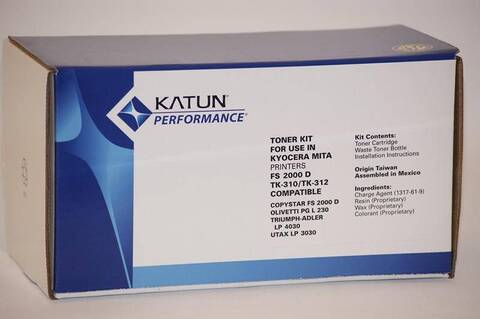 KATUN®
PERFORMANCE®
TONER KIT
FOR USE IN
KYOCERA MITA
PRINTERS
FS 2000 D
TK-310/TK-312
COMPATIBLE
COPYSTAR FS 2000 D
OLIVETTI PG L 230
TRIUMPH-ADLER
LP 4030
UTAX LP 3030
Kit Contents:
Toner Cartridge
Waste Toner Bottle
Installation Instructions
Origin Taiwan
Assembled in Mexico
Ingredients:
Charge Agent (1317-61-9)
Resin (Proprietary)
Wax (Proprietary)
Colorant (Proprietary)